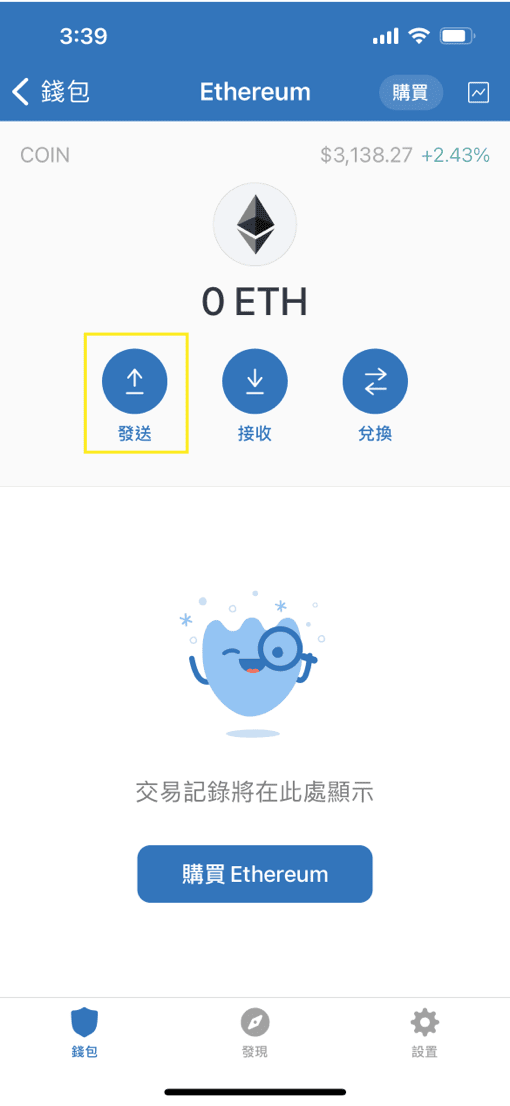 3:39
錢包
Ethereum
購買
COIN
$3,138.27 +2.43%
0 ETH
發送
接收
兌換
交易記錄將在此處顯示
購買 Ethereum
錢包
發現
設置